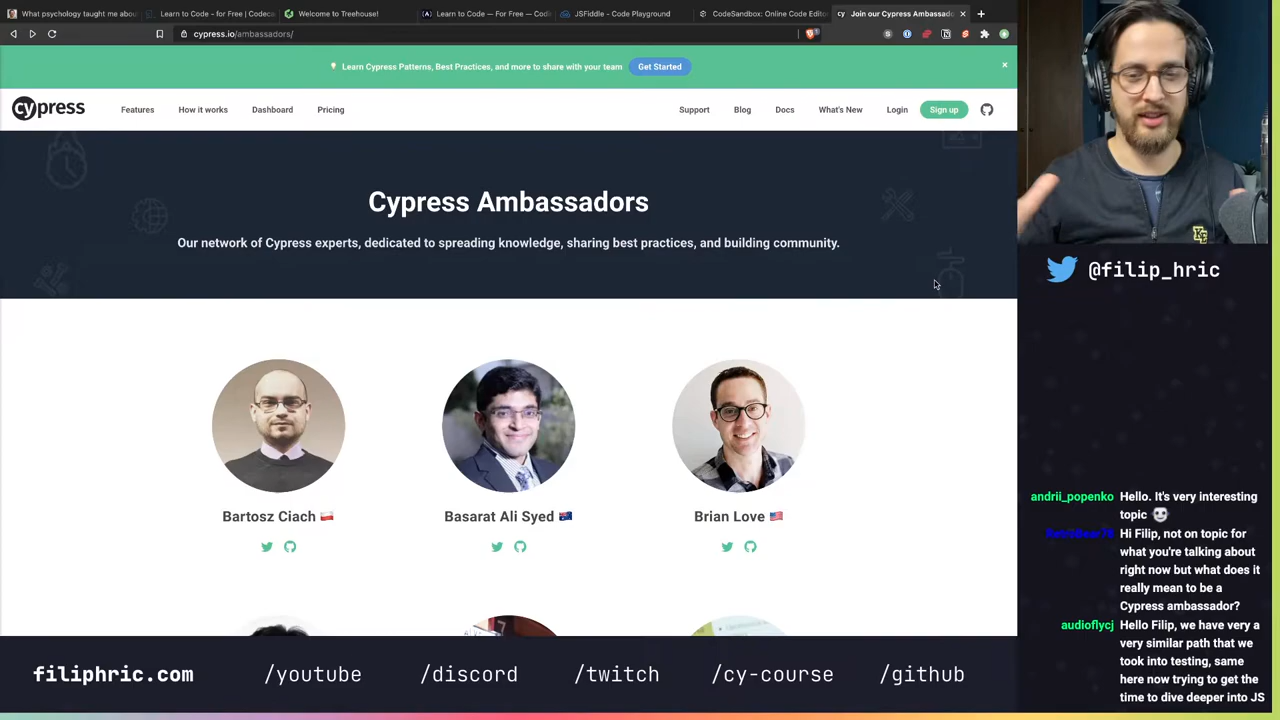 What psychology taught me abou
Learn to Code - for Free | Codec
Welcome to Treehouse!
Learn to Code — For Free — Codi
JSFiddle - Code Playground
CodeSandbox: Online Code Edito
cy Join our Cypress Ambassado
cypress.io/ambassadors/
Learn Cypress Patterns, Best Practices, and more to share with your team Get Started
cypress Features How it works Dashboard Pricing Support Blog Docs What's New Login Sign up
Cypress Ambassadors
Our network of Cypress experts, dedicated to spreading knowledge, sharing best practices, and building community.
Bartosz Ciach
Basarat Ali Syed
Brian Love
@filip_hric
andrii_popenko Hello. It's very interesting
topic
Hi Filip, not on topic for
what you're talking about
right now but what does it
really mean to be a
Cypress ambassador?
audioflycj Hello Filip, we have very a
very similar path that we
took into testing, same
here now trying to get the
time to dive deeper into JS
filiphric.com /youtube /discord /twitch /cy-course /github